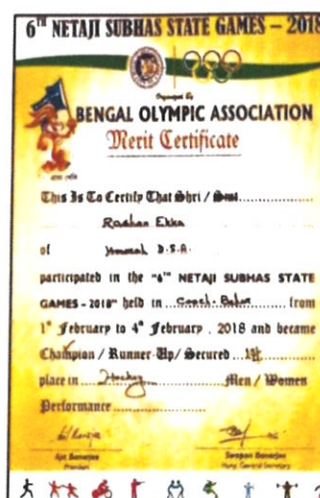 6TH NETAJI SUBHAS STATE GAMES – 2018
Organised By
BENGAL OLYMPIC ASSOCIATION
Merit Certificate
This Is To Certify That Shri / Smt..................
Roshan Ekka
of D.S.A.
participated in the "6TH NETAJI SUBHAS STATE
GAMES - 2018" held in ...Cooch-Behar... from
1st February to 4th February . 2018 and became
Champion / Runner-Up/ Secured ...1st............
place in ....Hockey............... Men / Women
Performance .......................
Ajit Banerjee
President
Swapan Banerjee
Hony. General Secretary